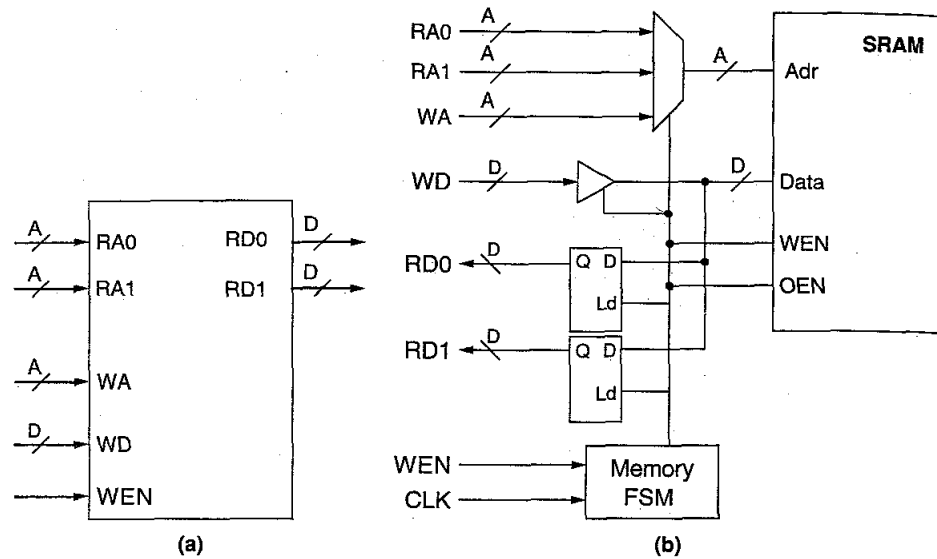 A
RA0
RD0
D
A
RA1
RD1
D
A
WA
D
WD
WEN
(a)
RA0
A
RA1
A
WA
A
A
SRAM
Adr
WD
D
D
Data
WEN
OEN
RD0
D
Q D
Ld
RD1
D
Q D
Ld
WEN
CLK
Memory
FSM
(b)